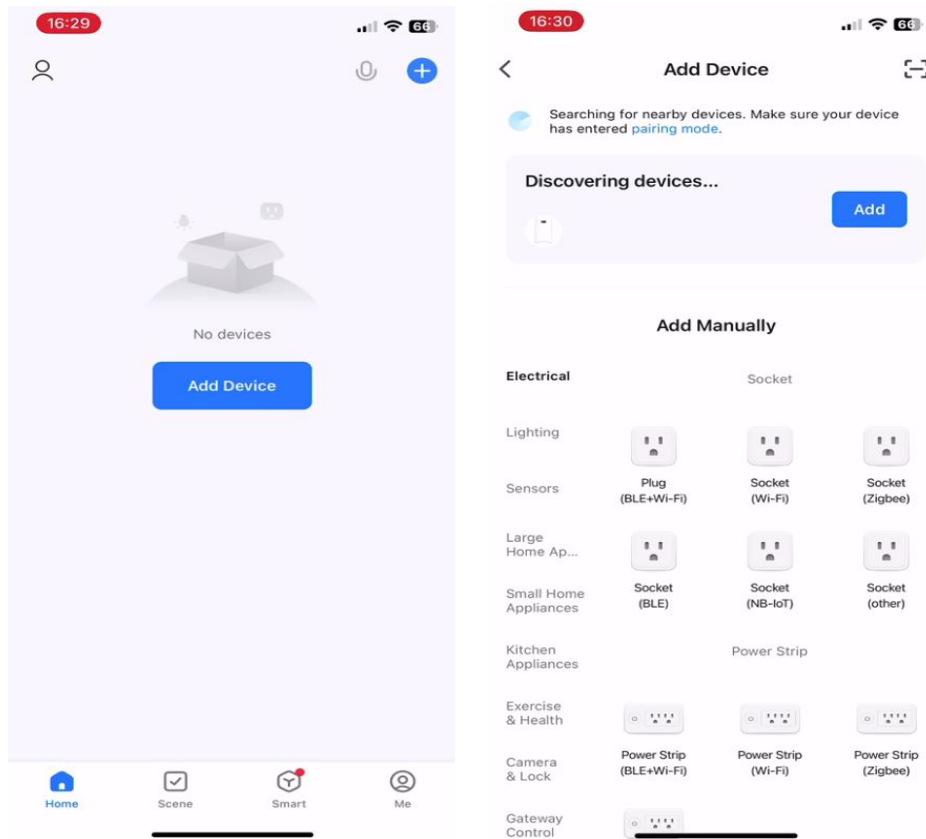 16:29
66
No devices
Add Device
Home
Scene
Smart
Me
16:30
66
Add Device
Searching for nearby devices. Make sure your device
has entered pairing mode.
Discovering devices...
Add
Add Manually
Electrical
Socket
Lighting
Plug
(BLE+Wi-Fi)
Socket
(Wi-Fi)
Socket
(Zigbee)
Sensors
Large
Home Ap...
Socket
(BLE)
Socket
(NB-IoT)
Socket
(other)
Small Home
Appliances
Kitchen
Appliances
Power Strip
Exercise
& Health
Power Strip
(BLE+Wi-Fi)
Power Strip
(Wi-Fi)
Power Strip
(Zigbee)
Camera
& Lock
Gateway
Control